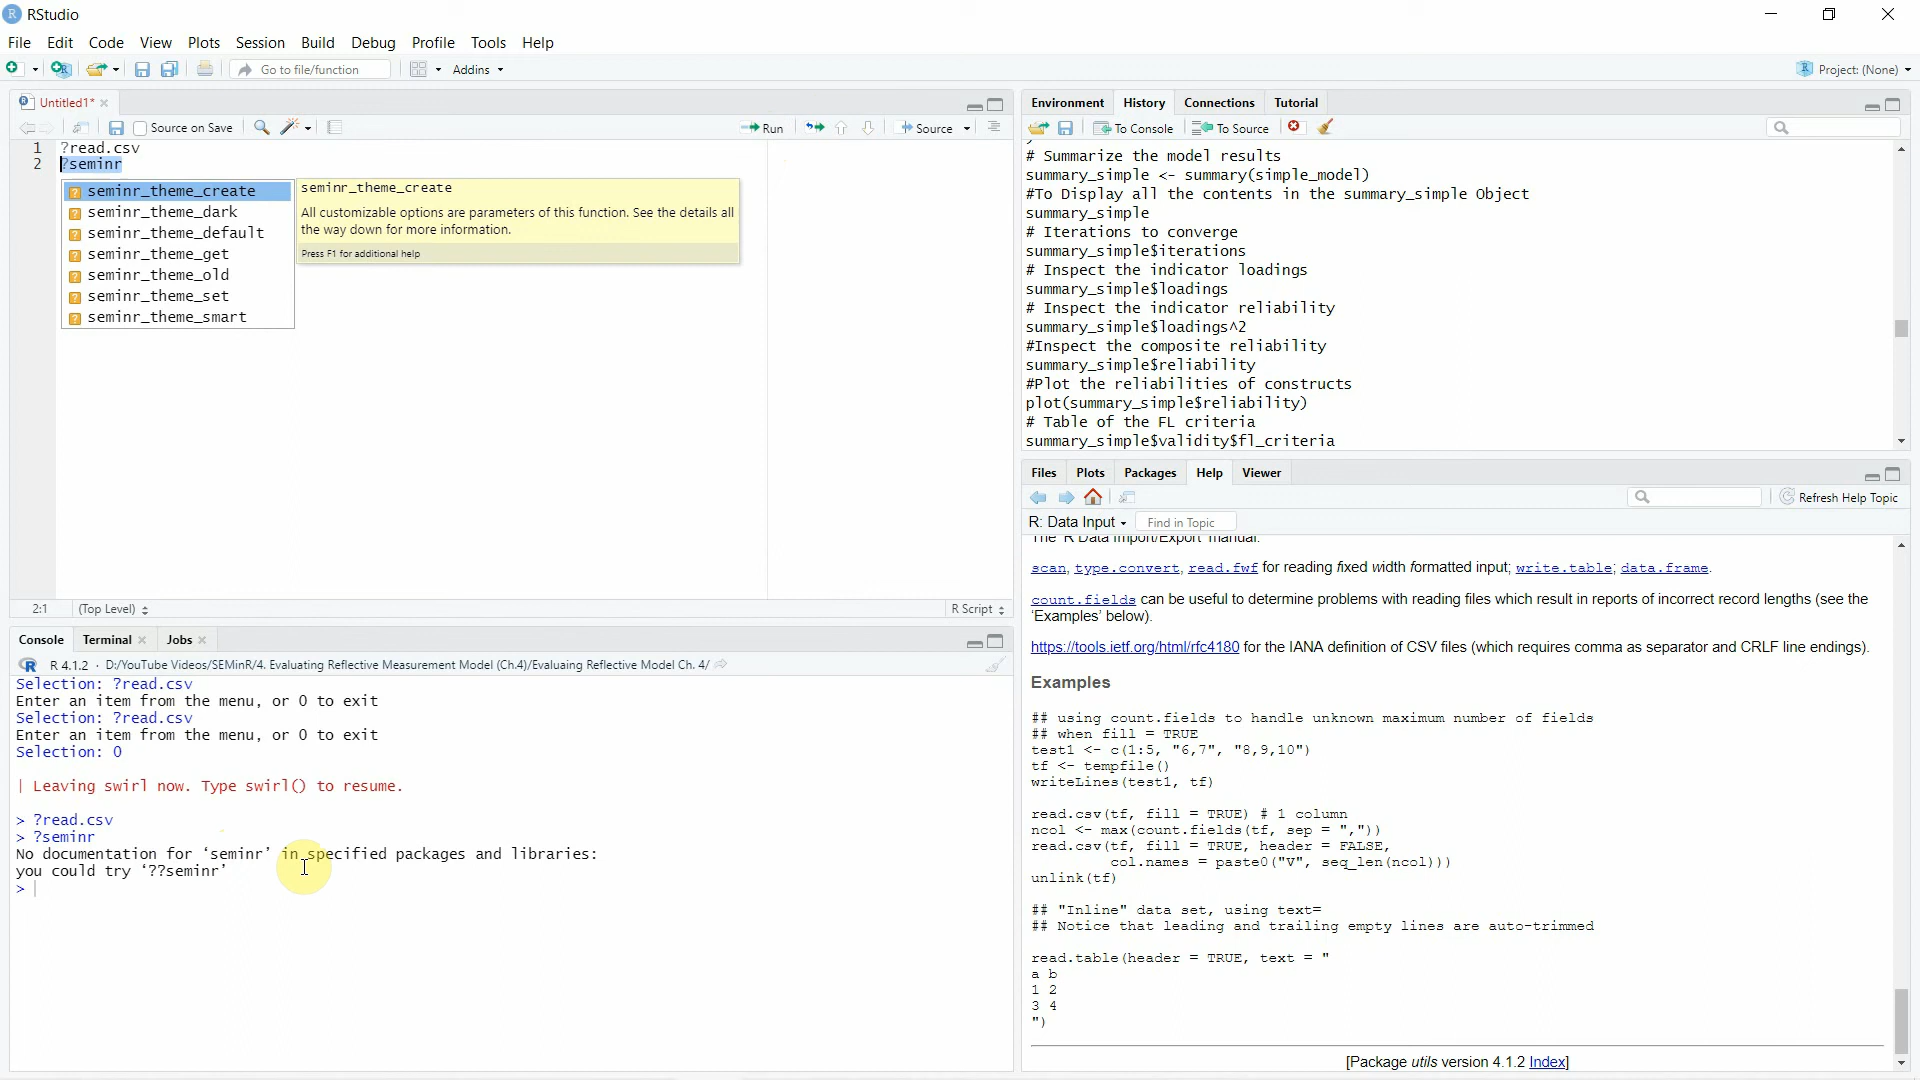 RStudio
File Edit Code View Plots Session Build Debug Profile Tools Help
Go to file/function Addins Project: (None)
Untitled1*
Source on Save Run Source
1 ?read.csv
2 ?seminr
seminr_theme_create
seminr_theme_dark
seminr_theme_default
seminr_theme_get
seminr_theme_old
seminr_theme_set
seminr_theme_smart
seminr_theme_create
All customizable options are parameters of this function. See the details all
the way down for more information.
Press F1 for additional help
2:1 (Top Level) R Script
Console Terminal Jobs
R 4.1.2 · D:/YouTube Videos/SEMinR/4. Evaluating Reflective Measurement Model (Ch.4)/Evaluaing Reflective Model Ch. 4/
Selection: ?read.csv
Enter an item from the menu, or 0 to exit
Selection: ?read.csv
Enter an item from the menu, or 0 to exit
Selection: 0
| Leaving swirl now. Type swirl() to resume.
> ?read.csv
> ?seminr
No documentation for ‘seminr’ in specified packages and libraries:
you could try ‘??seminr’
>
Environment History Connections Tutorial
To Console To Source
# Summarize the model results
summary_simple <- summary(simple_model)
#To Display all the contents in the summary_simple Object
summary_simple
# Iterations to converge
summary_simple$iterations
# Inspect the indicator loadings
summary_simple$loadings
# Inspect the indicator reliability
summary_simple$loadings^2
#Inspect the composite reliability
summary_simple$reliability
#Plot the reliabilities of constructs
plot(summary_simple$reliability)
# Table of the FL criteria
summary_simple$validity$fl_criteria
Files Plots Packages Help Viewer
Refresh Help Topic
R: Data Input Find in Topic
The ‘R Data Import/Export’ manual.
scan, type.convert, read.fwf for reading fixed width formatted input; write.table; data.frame.
count.fields can be useful to determine problems with reading files which result in reports of incorrect record lengths (see the
‘Examples’ below).
https://tools.ietf.org/html/rfc4180 for the IANA definition of CSV files (which requires comma as separator and CRLF line endings).
Examples
## using count.fields to handle unknown maximum number of fields
## when fill = TRUE
test1 <- c(1:5, "6,7", "8,9,10")
tf <- tempfile()
writeLines(test1, tf)
read.csv(tf, fill = TRUE) # 1 column
ncol <- max(count.fields(tf, sep = ","))
read.csv(tf, fill = TRUE, header = FALSE,
col.names = paste0("V", seq_len(ncol)))
unlink(tf)
## "Inline" data set, using text=
## Notice that leading and trailing empty lines are auto-trimmed
read.table(header = TRUE, text = "
a b
1 2
3 4
")
[Package utils version 4.1.2 Index]